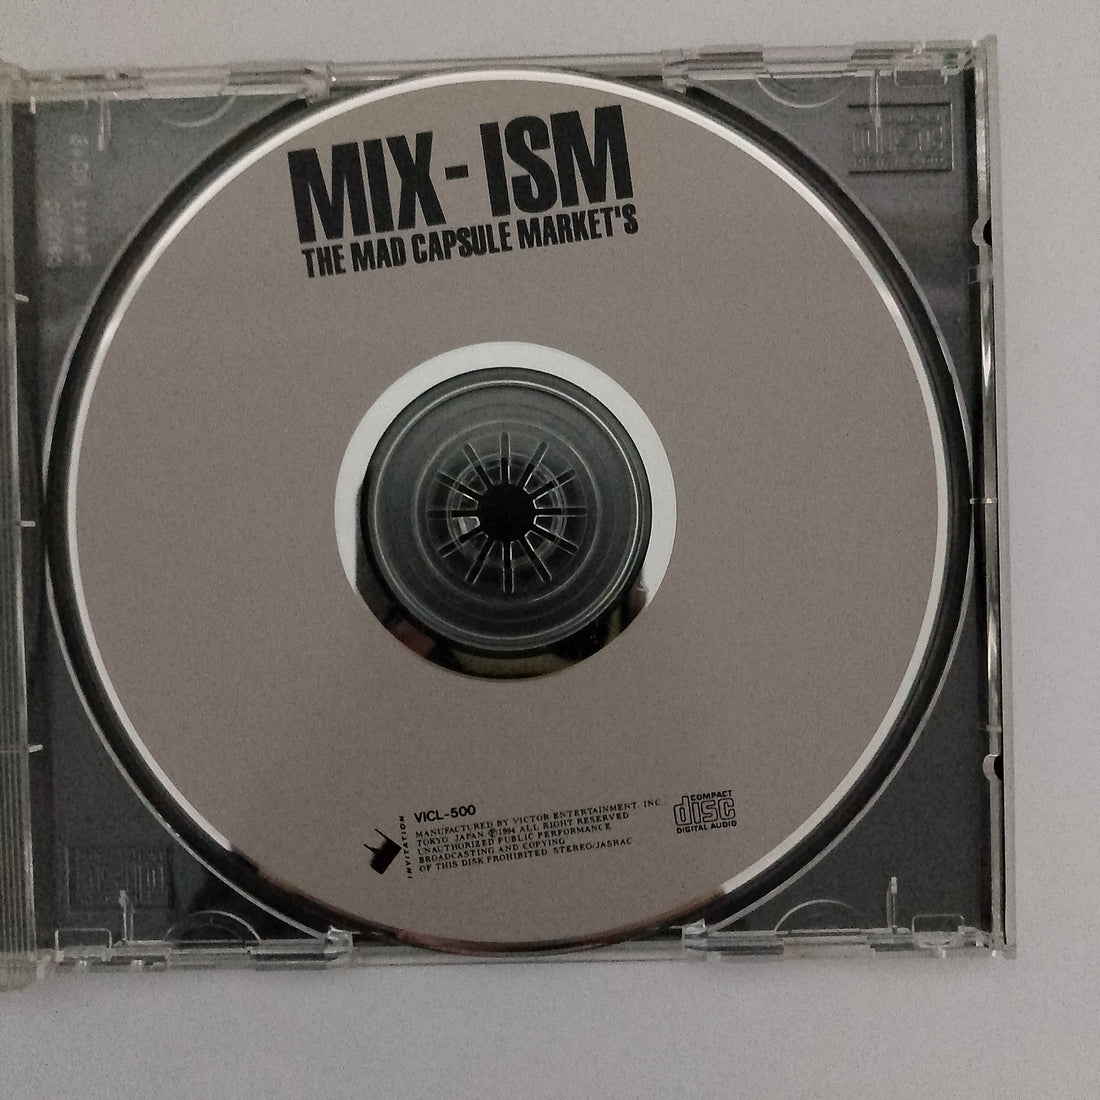 MIX-ISM
THE MAD CAPSULE MARKET'S
INVITATION
VICL-500
MANUFACTURED BY VICTOR ENTERTAINMENT, INC.,
TOKYO, JAPAN Ⓟ1994 ALL RIGHT RESERVED
UNAUTHORIZED PUBLIC PERFORMANCE
BROADCASTING AND COPYING
OF THIS DISK PROHIBITED. STEREO/JASRAC
COMPACT
disc
DIGITAL AUDIO